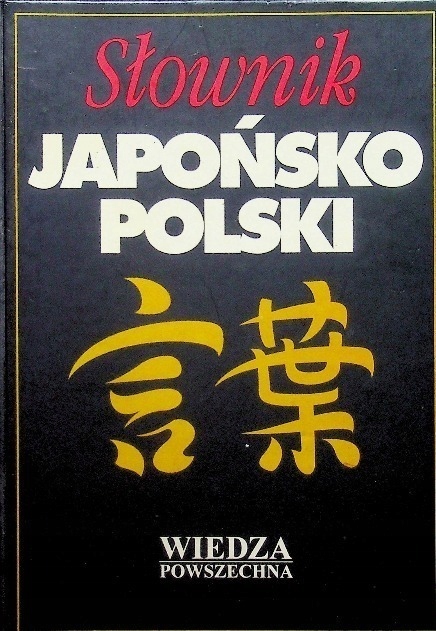 Słownik
JAPOŃSKO
POLSKI
言葉
WIEDZA
POWSZECHNA